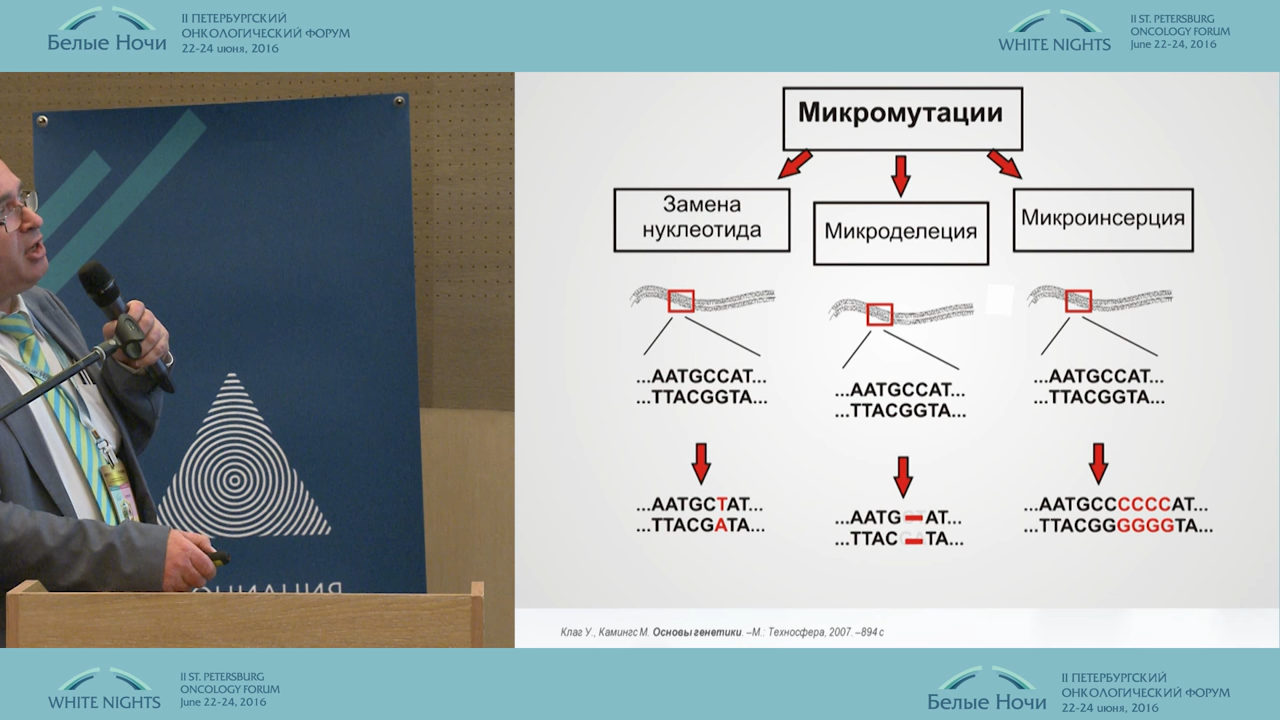 II ПЕТЕРБУРГСКИЙ
ОНКОЛОГИЧЕСКИЙ ФОРУМ
Белые Ночи
22-24 июня, 2016
II ST. PETERSBURG
ONCOLOGY FORUM
WHITE NIGHTS
June 22-24, 2016
Микромутации
Замена
нуклеотида
Микроделеция
Микроинсерция
...AATGCCAT...
...TTACGGTA...
...AATGCCAT...
...TTACGGTA...
...AATGCCAT...
...TTACGGTA...
...AATGCTAT...
...TTACGATA...
...AATG AT...
...TTAC TA...
...AATGCCCCCCAT...
...TTACGGGGGGTA...
Клаг У., Камингс М. Основы генетики. –М.: Техносфера, 2007. –894 с
II ST. PETERSBURG
ONCOLOGY FORUM
WHITE NIGHTS
June 22-24, 2016
II ПЕТЕРБУРГСКИЙ
ОНКОЛОГИЧЕСКИЙ ФОРУМ
Белые Ночи
22-24 июня, 2016